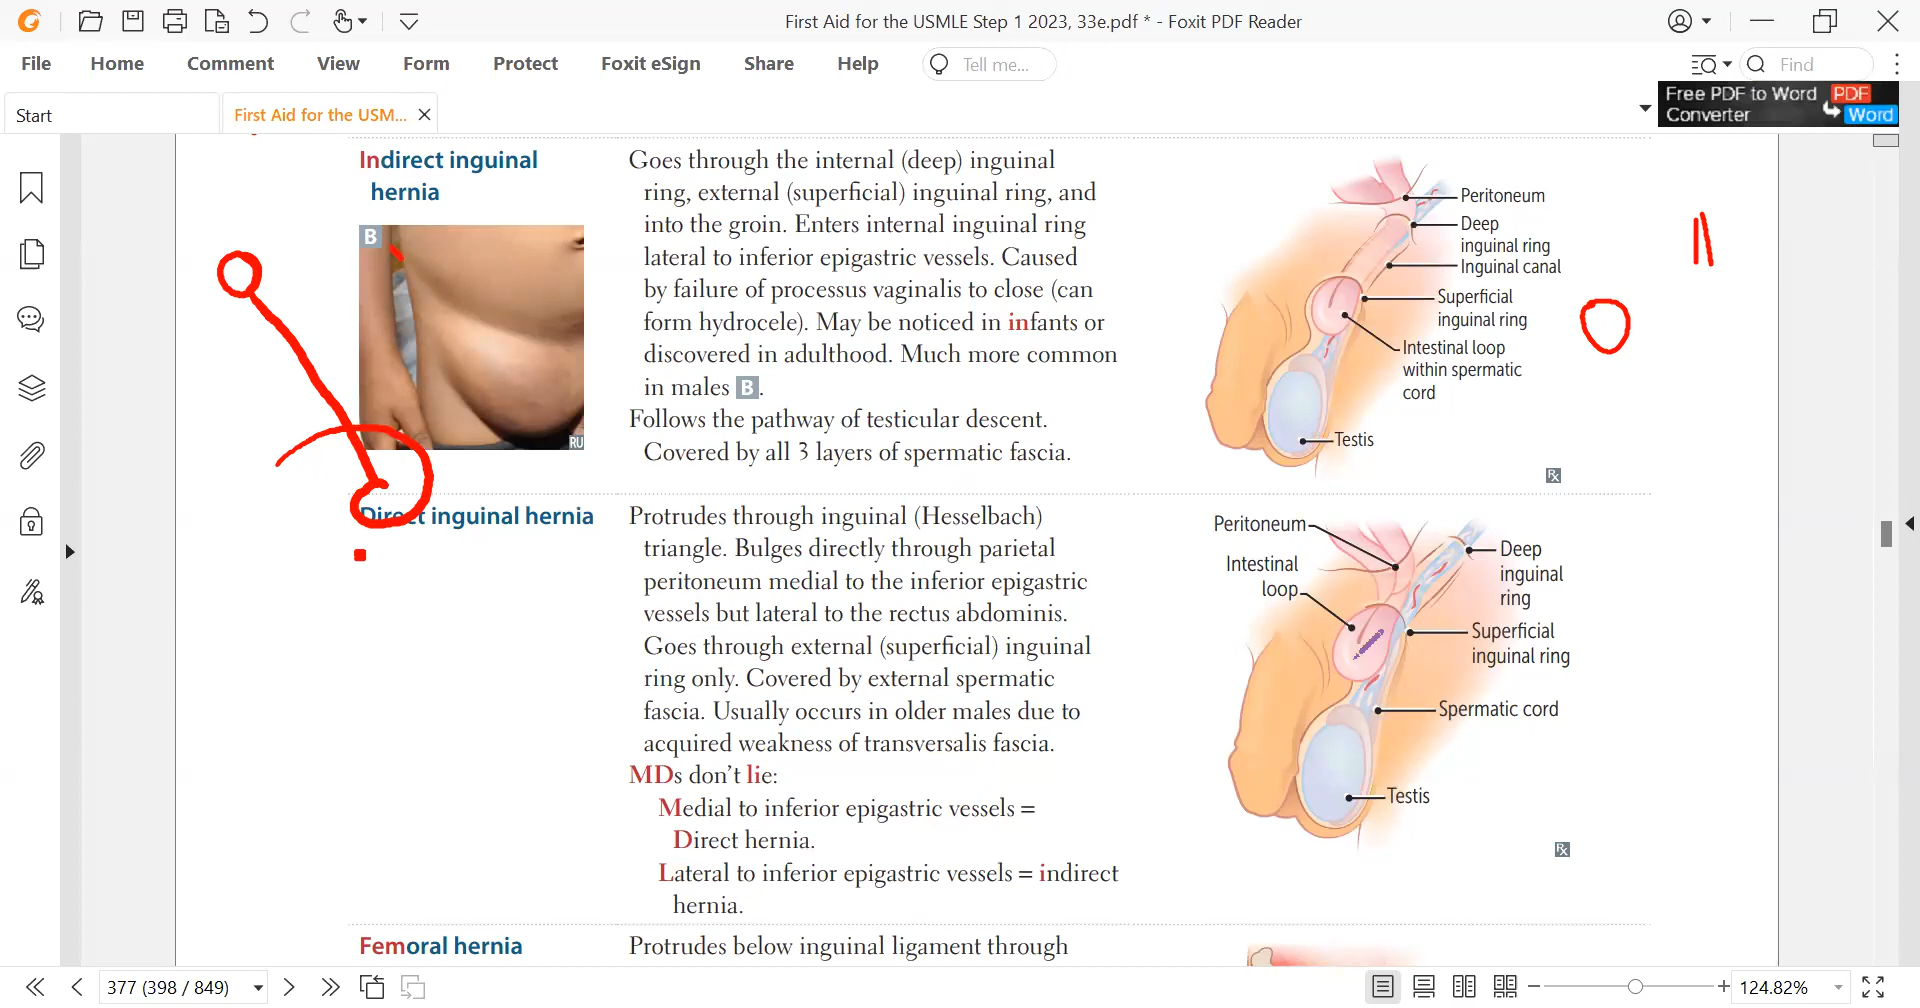 First Aid for the USMLE Step 1 2023, 33e.pdf * - Foxit PDF Reader
File Home Comment View Form Protect Foxit eSign Share Help Tell me... Find
Start First Aid for the USM... Free PDF to Word Converter PDF Word
Indirect inguinal
hernia
B
RU
Goes through the internal (deep) inguinal
ring, external (superficial) inguinal ring, and
into the groin. Enters internal inguinal ring
lateral to inferior epigastric vessels. Caused
by failure of processus vaginalis to close (can
form hydrocele). May be noticed in infants or
discovered in adulthood. Much more common
in males B.
Follows the pathway of testicular descent.
Covered by all 3 layers of spermatic fascia.
Peritoneum
Deep
inguinal ring
Inguinal canal
Superficial
inguinal ring
Intestinal loop
within spermatic
cord
Testis
Rx
Direct inguinal hernia
Protrudes through inguinal (Hesselbach)
triangle. Bulges directly through parietal
peritoneum medial to the inferior epigastric
vessels but lateral to the rectus abdominis.
Goes through external (superficial) inguinal
ring only. Covered by external spermatic
fascia. Usually occurs in older males due to
acquired weakness of transversalis fascia.
MDs don't lie:
Medial to inferior epigastric vessels =
Direct hernia.
Lateral to inferior epigastric vessels = indirect
hernia.
Peritoneum
Intestinal
loop
Deep
inguinal
ring
Superficial
inguinal ring
Spermatic cord
Testis
Rx
Femoral hernia
Protrudes below inguinal ligament through
377 (398 / 849)
124.82%